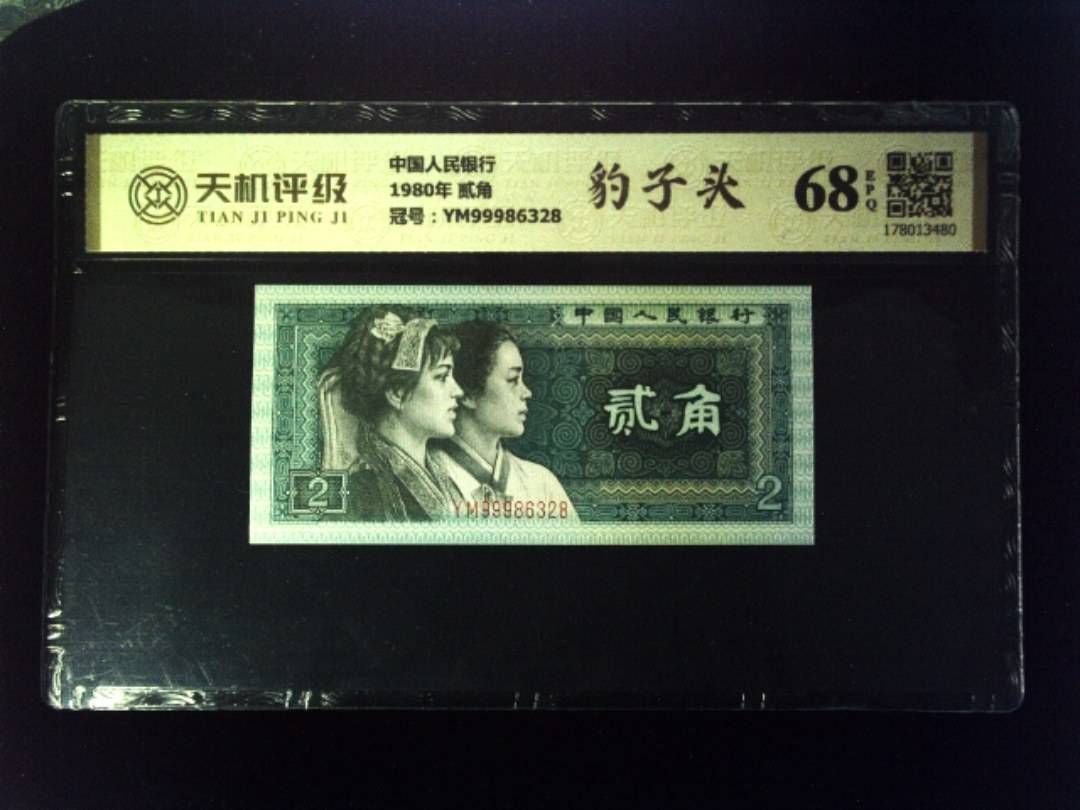 天机评级
TIAN JI PING JI
中国人民银行
1980年 贰角
冠号：YM99986328
豹子头
68
EPQ
178013480
中国人民银行
贰角
2
2
YM99986328